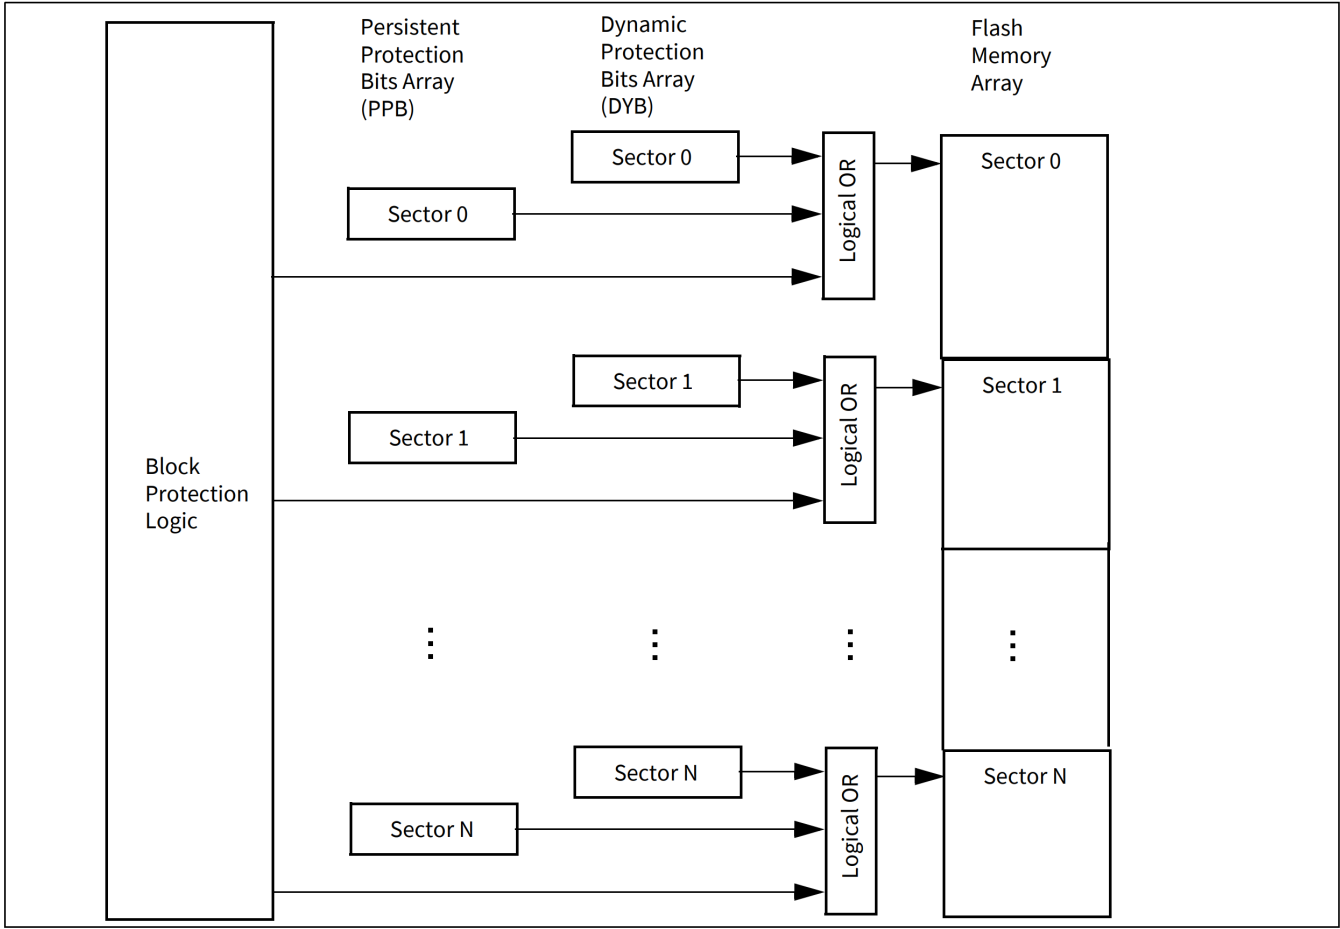 Persistent
Protection
Bits Array
(PPB)
Dynamic
Protection
Bits Array
(DYB)
Flash
Memory
Array
Sector 0
Sector 0
Logical OR
Sector 0
Sector 1
Sector 1
Logical OR
Sector 1
Block
Protection
Logic
Sector N
Sector N
Logical OR
Sector N